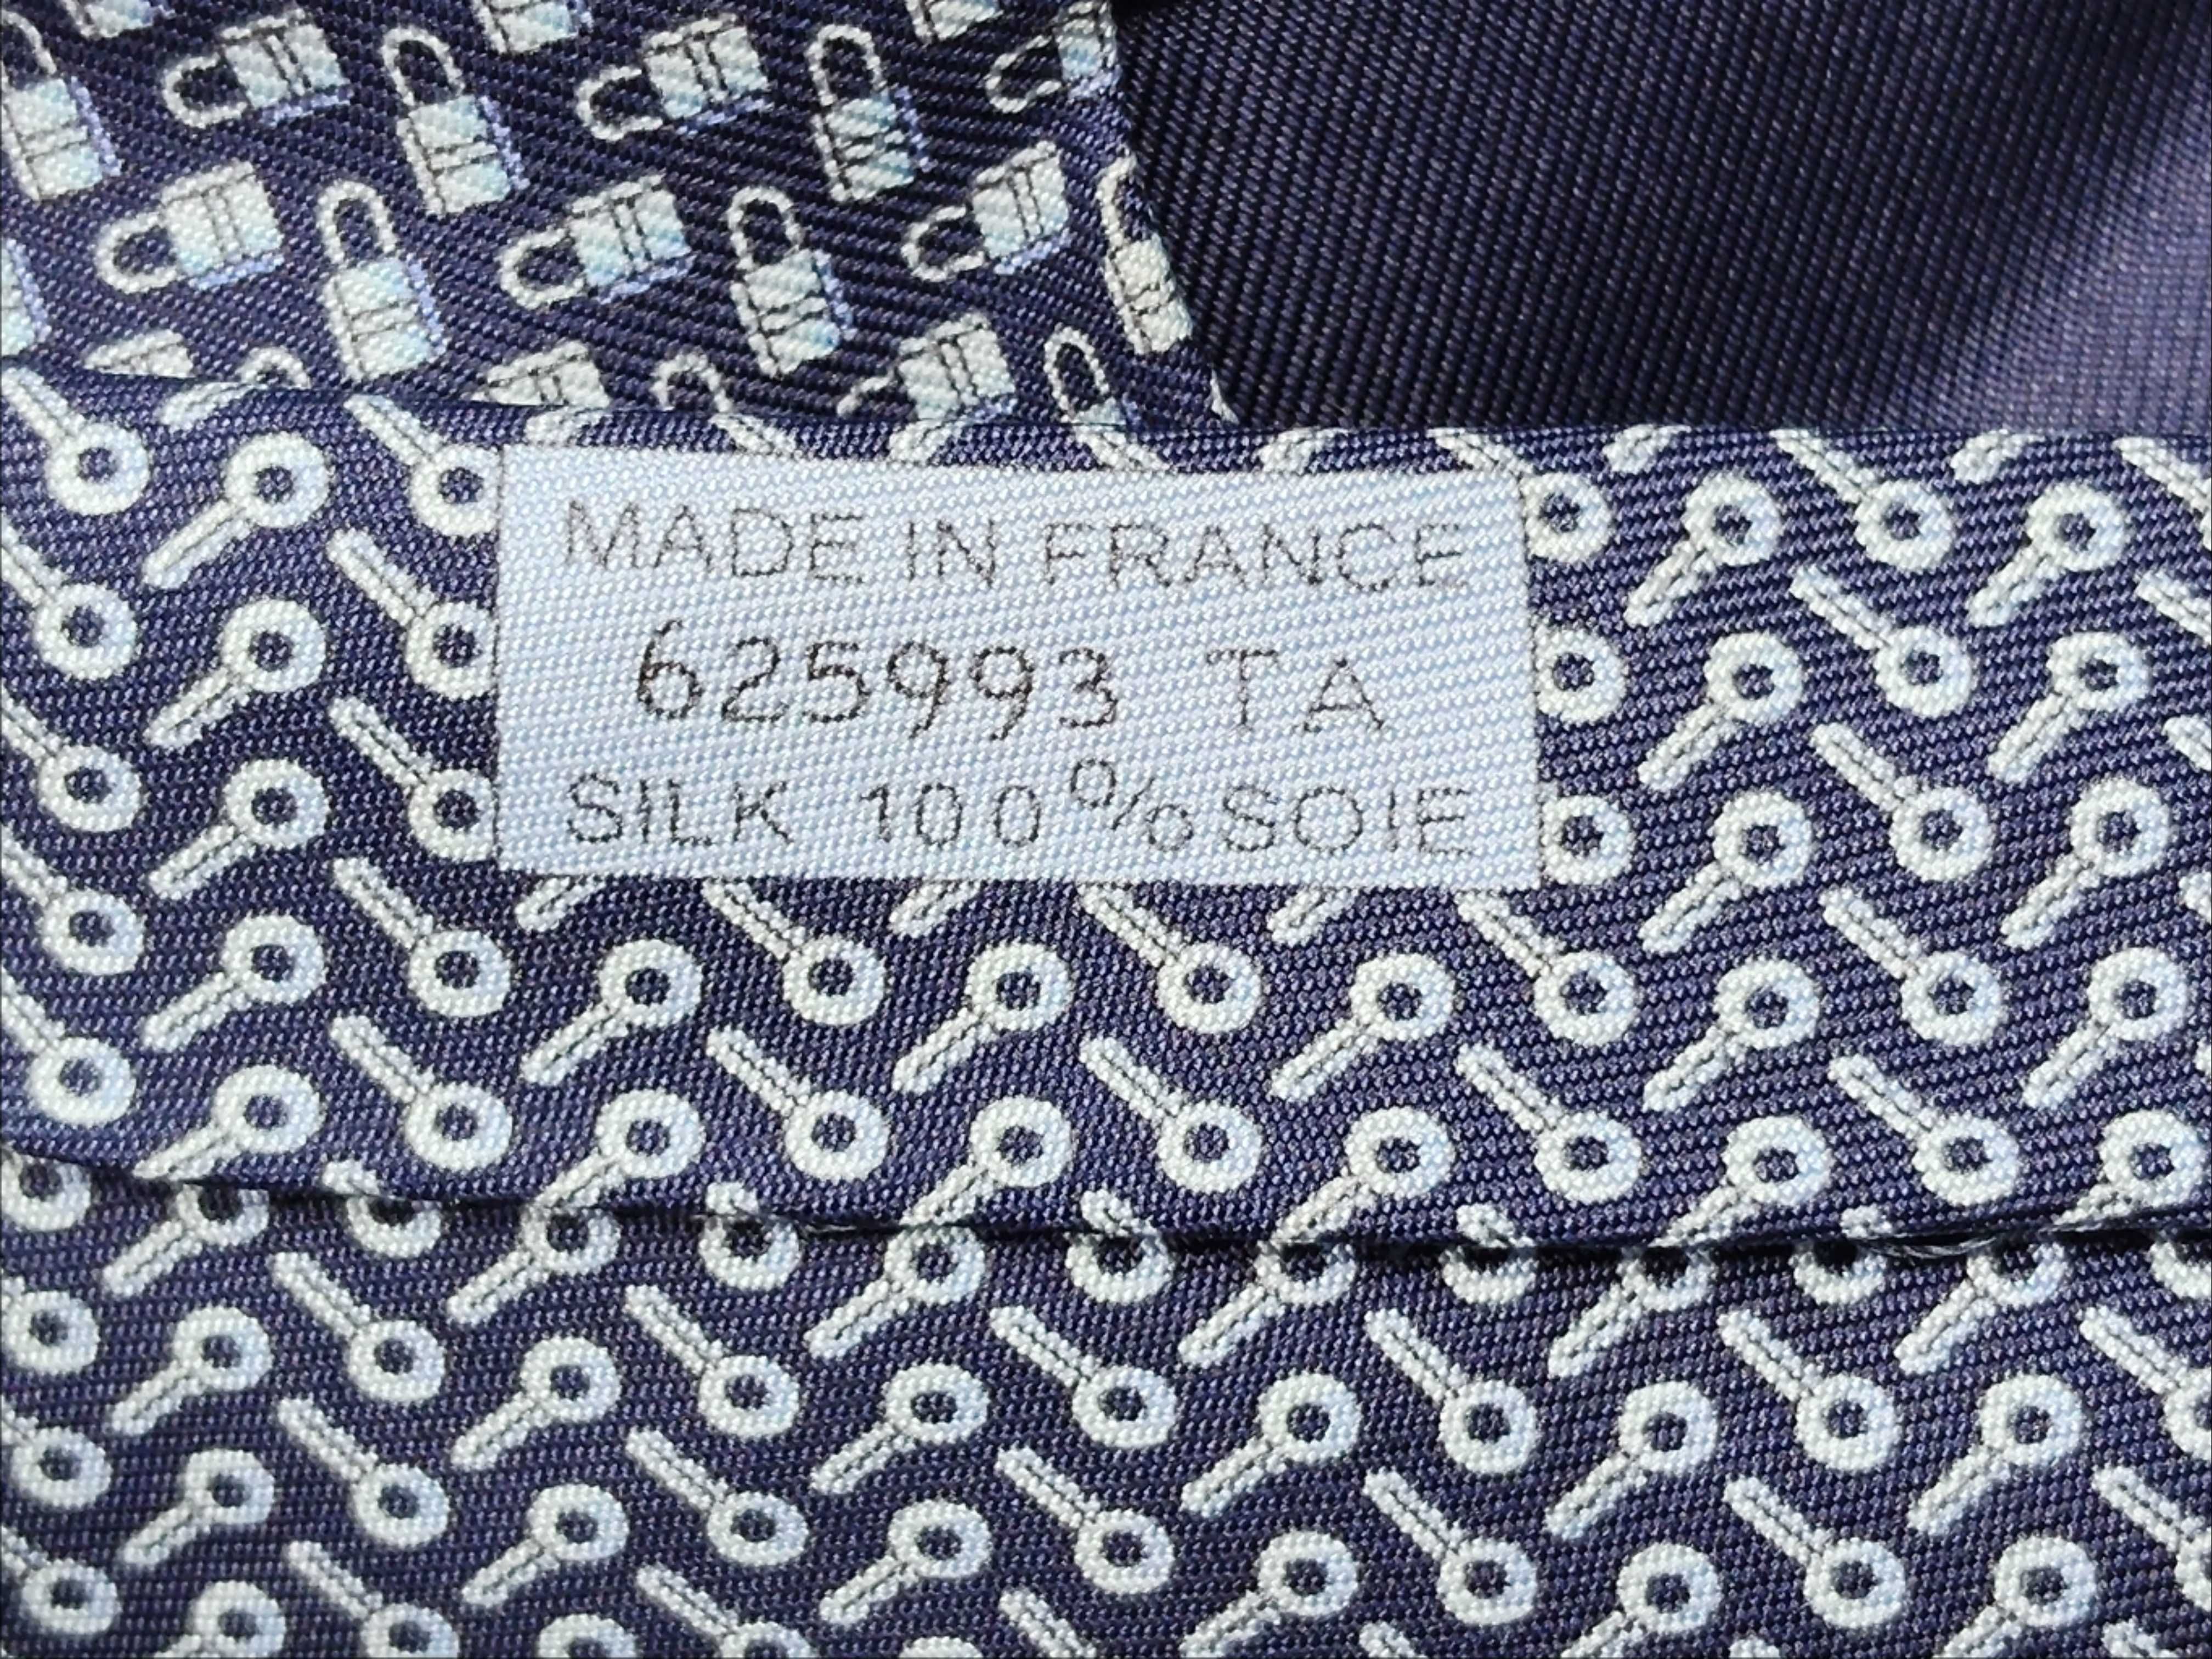 MADE IN FRANCE
625993 TA
SILK 100% SOIE